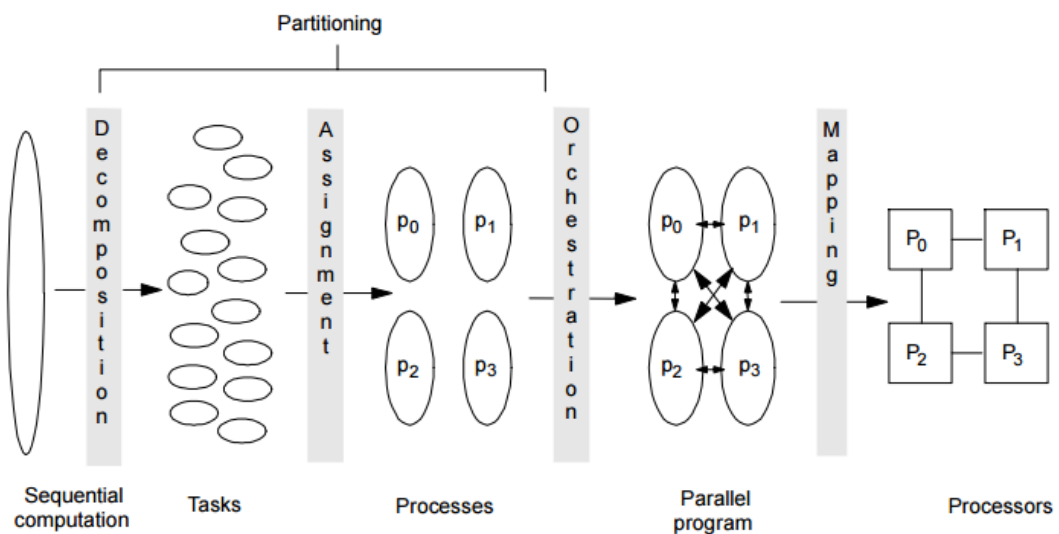 Partitioning
Decomposition
Assignment
Orchestration
Mapping
p0 p1
p2 p3
p0 p1
p2 p3
P0 P1
P2 P3
Sequential
computation
Tasks
Processes
Parallel
program
Processors